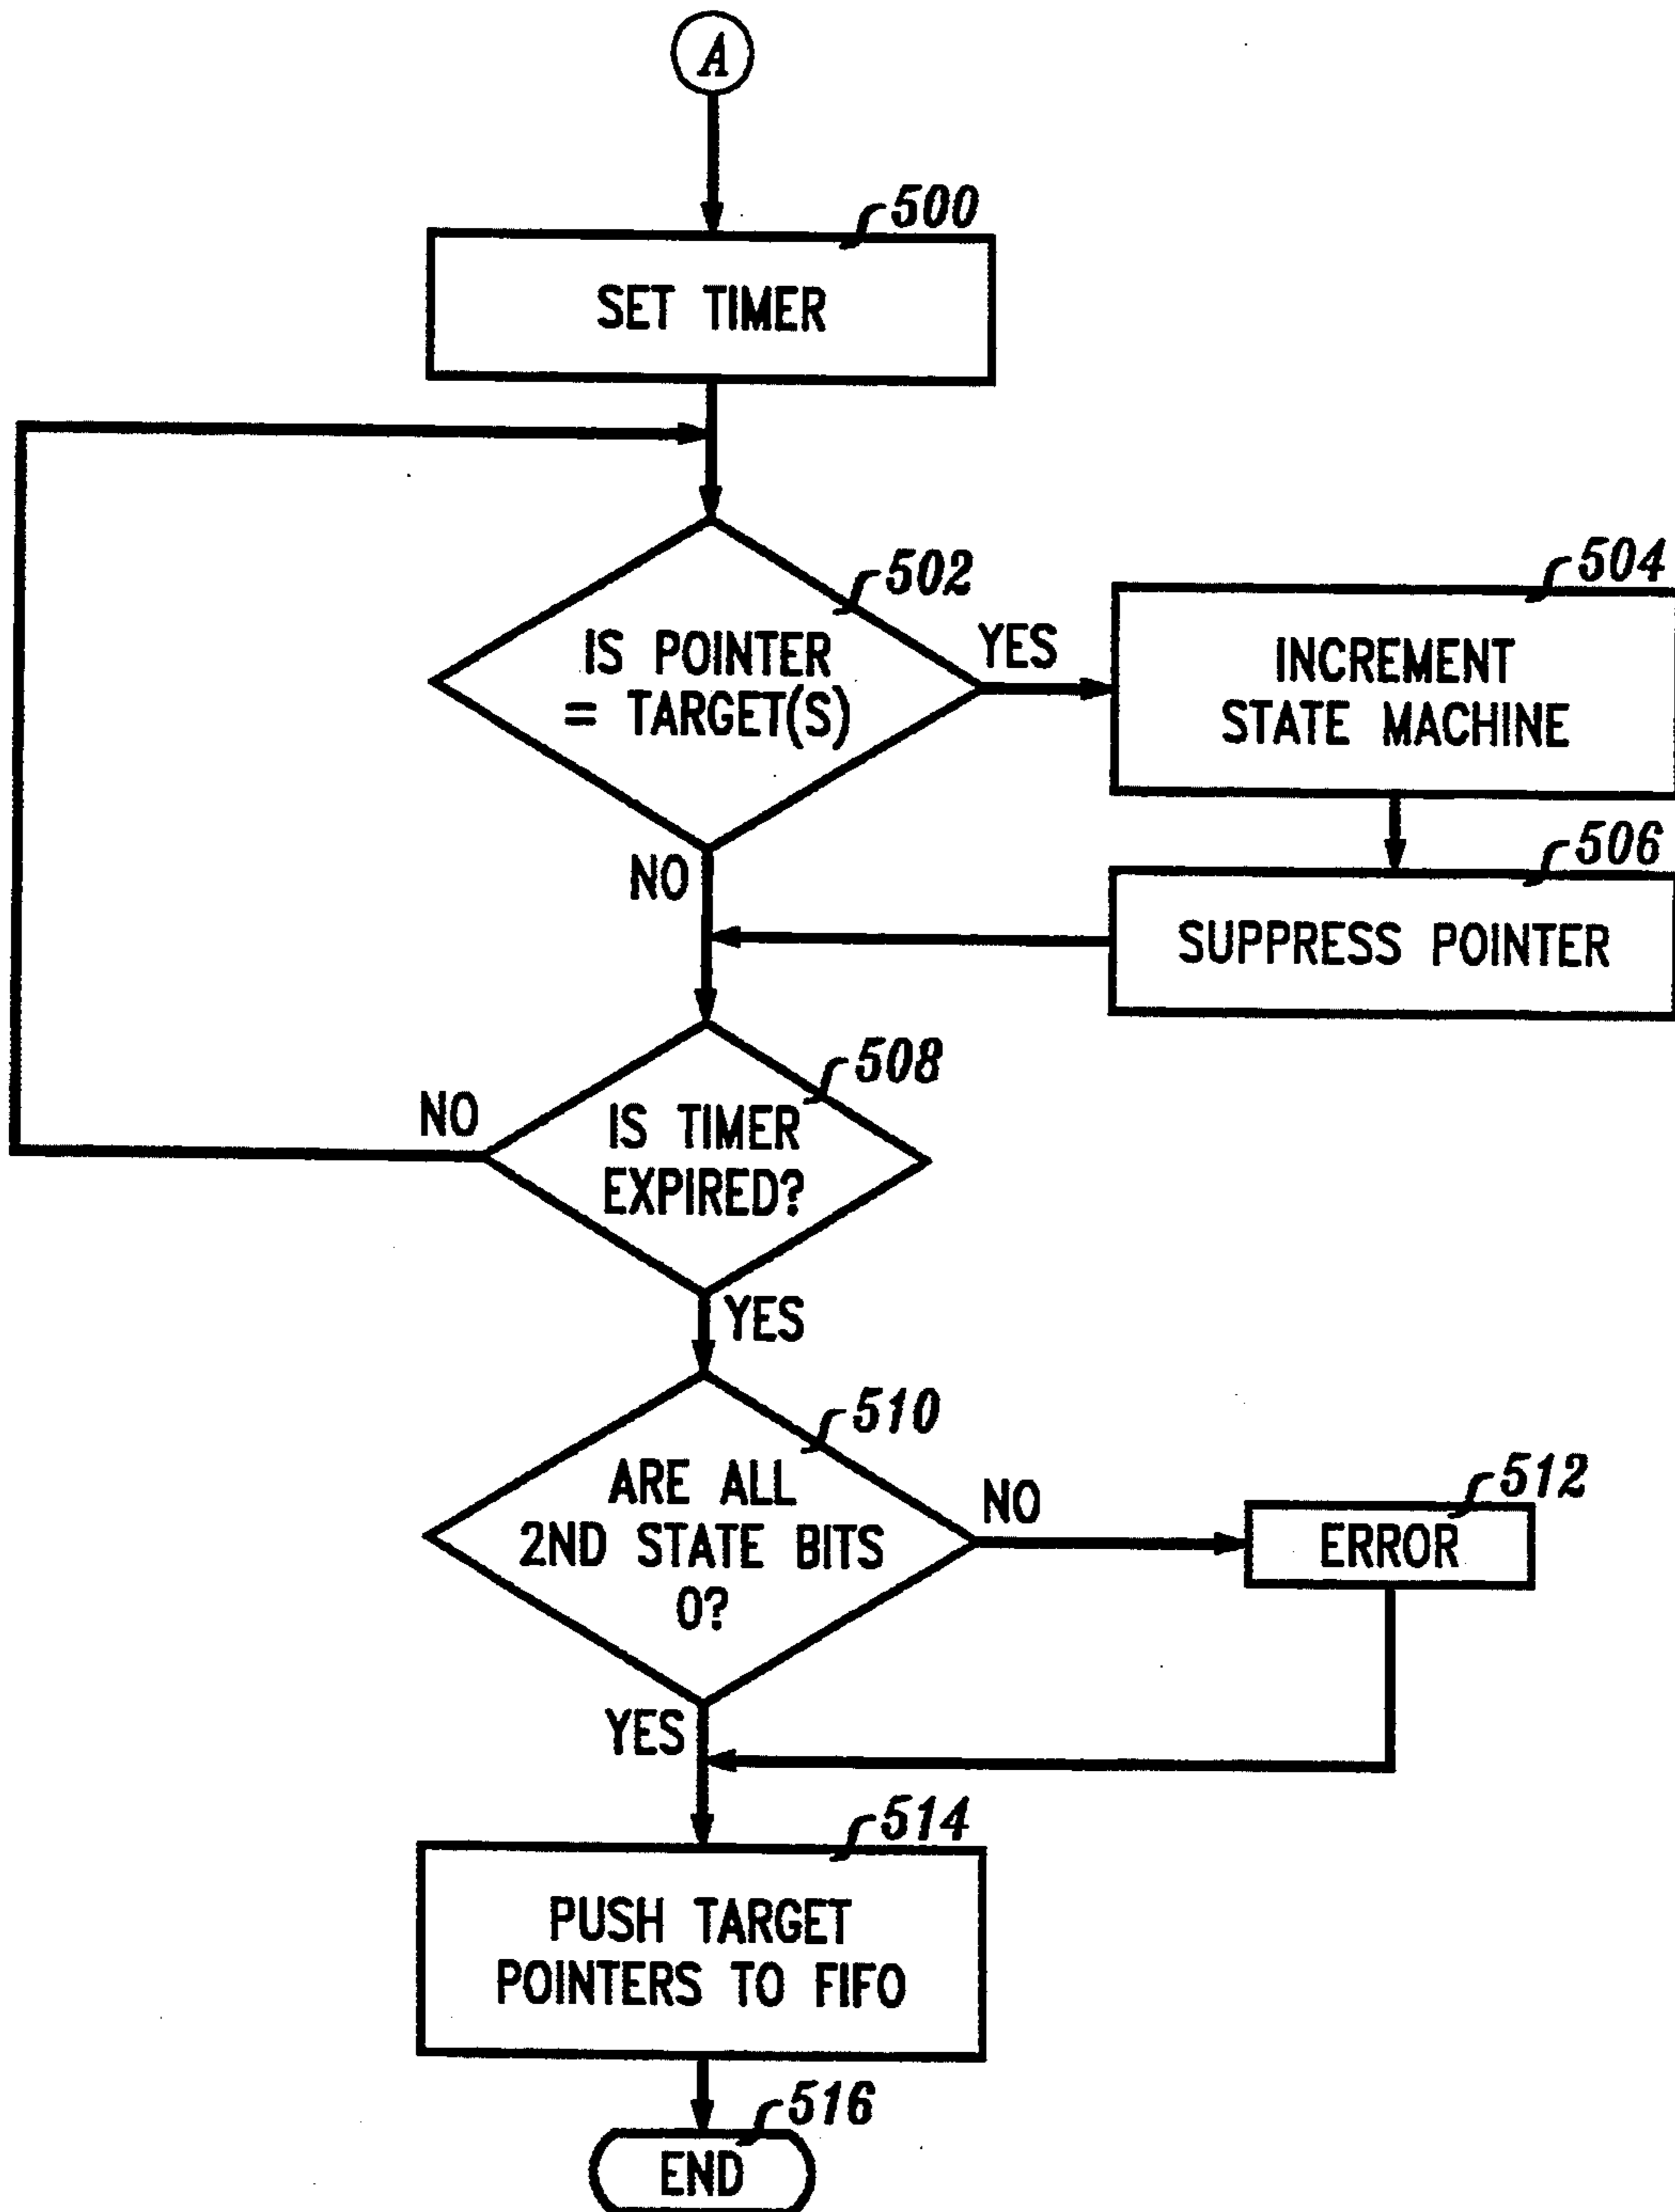 A
500
SET TIMER
502
IS POINTER
= TARGET(S)
YES
NO
504
INCREMENT
STATE MACHINE
506
SUPPRESS POINTER
508
IS TIMER
EXPIRED?
NO
YES
510
ARE ALL
2ND STATE BITS
0?
NO
YES
512
ERROR
514
PUSH TARGET
POINTERS TO FIFO
516
END